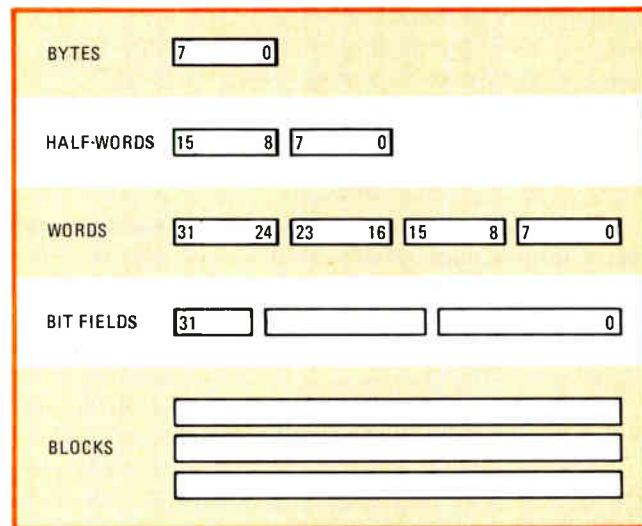 BYTES 7 0
HALF-WORDS 15 8 7 0
WORDS 31 24 23 16 15 8 7 0
BIT FIELDS 31 0
BLOCKS